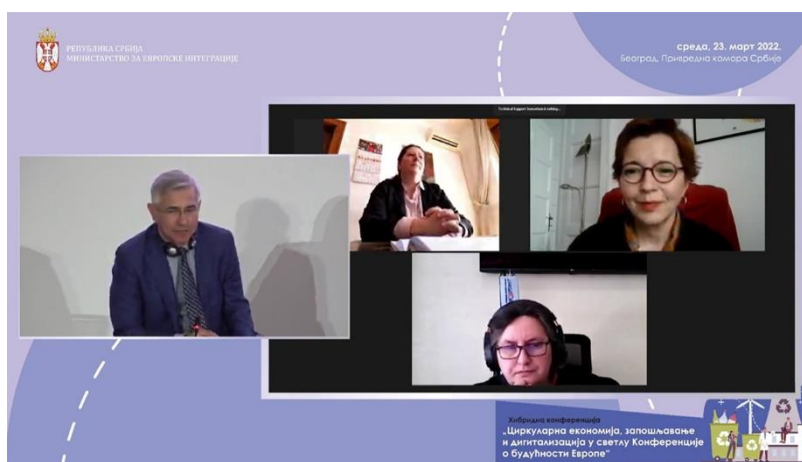 РЕПУБЛИКА СРБИЈА
МИНИСТАРСТВО ЗА ЕВРОПСКЕ ИНТЕГРАЦИЈЕ
среда, 23. март 2022.
Београд, Привредна комора Србије
Хибридна конференција
„Циркуларна економија, запошљавање
и дигитализација у светлу Конференције
о будућности Европе”